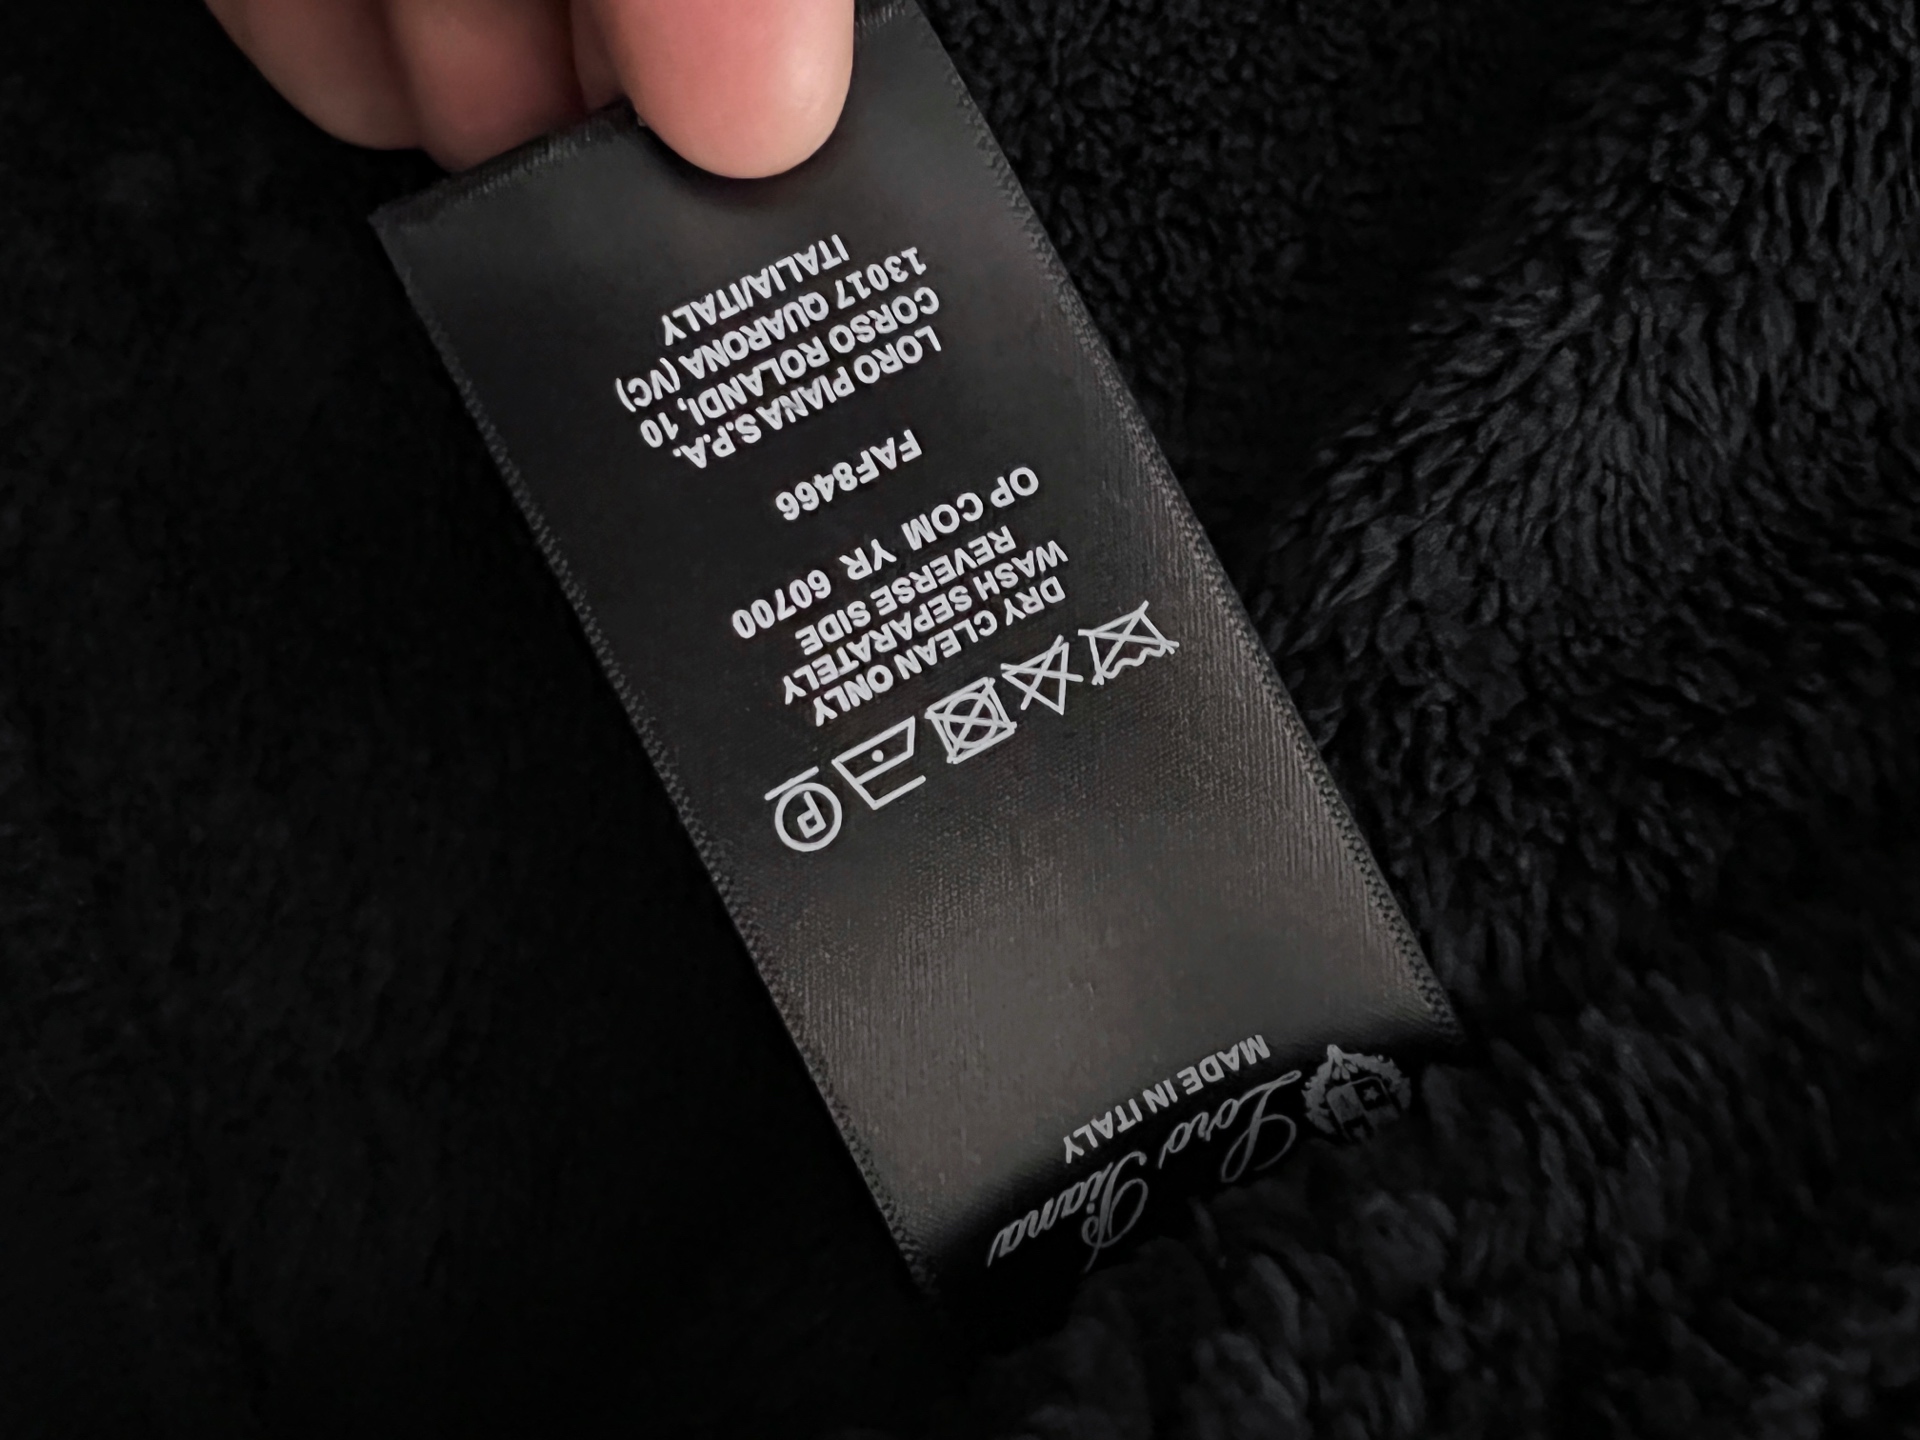 Loro Piana
MADE IN ITALY
P
DRY CLEAN ONLY
WASH SEPARATELY
REVERSE SIDE
OP COM YR 60700
FAF8466
LORO PIANA S.P.A.
CORSO ROLANDI, 10
13017 QUARONA (VC)
ITALIA/ITALY